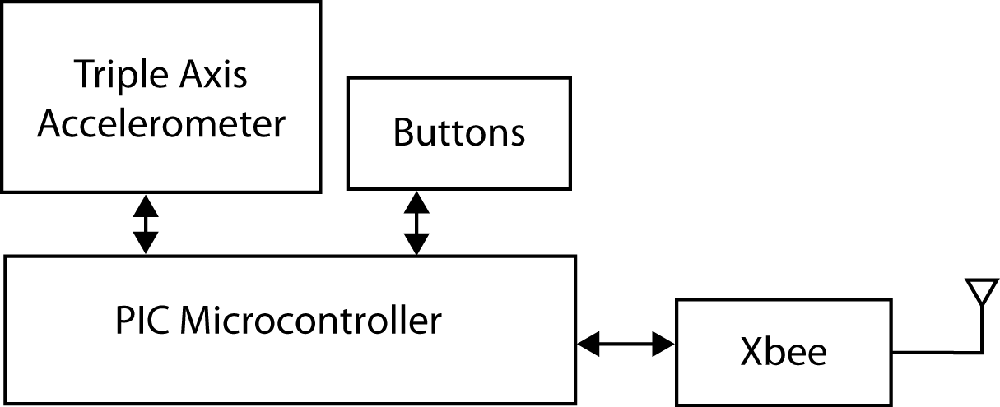 Triple Axis
Accelerometer
Buttons
PIC Microcontroller
Xbee